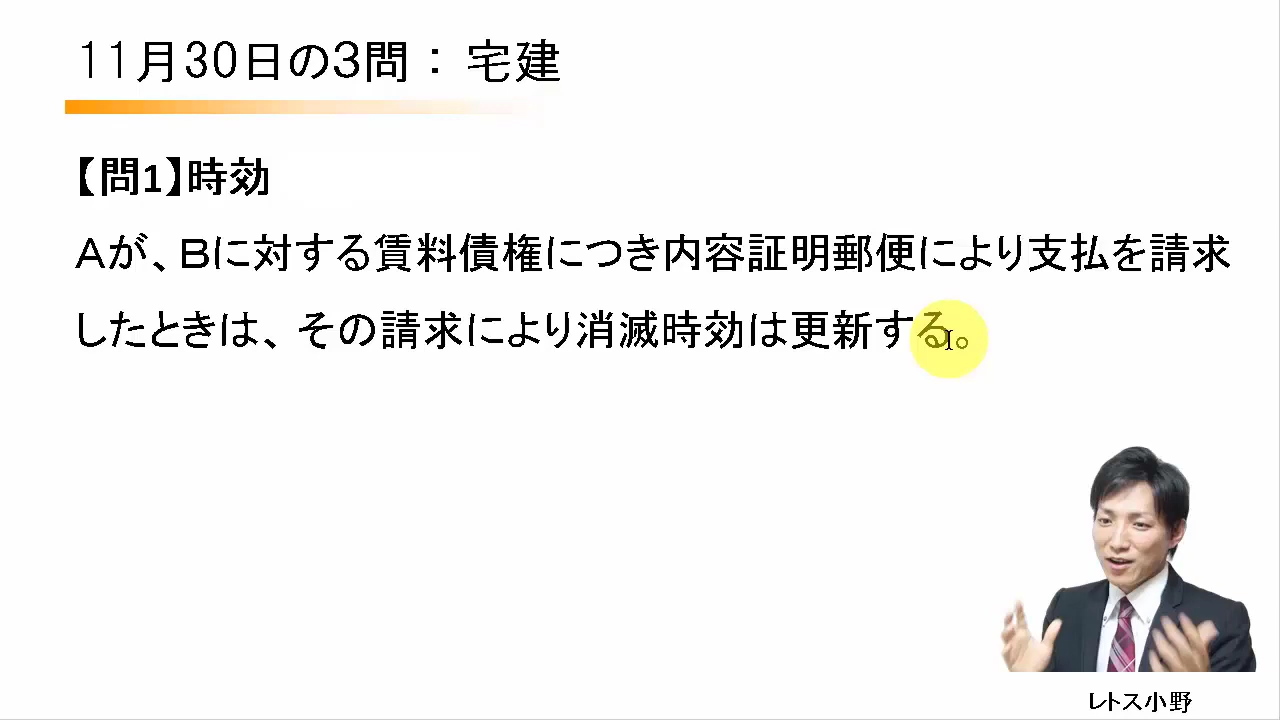 11月30日の３問：宅建
【問1】時効
Ａが、Ｂに対する賃料債権につき内容証明郵便により支払を請求
したときは、その請求により消滅時効は更新する。
レトス小野